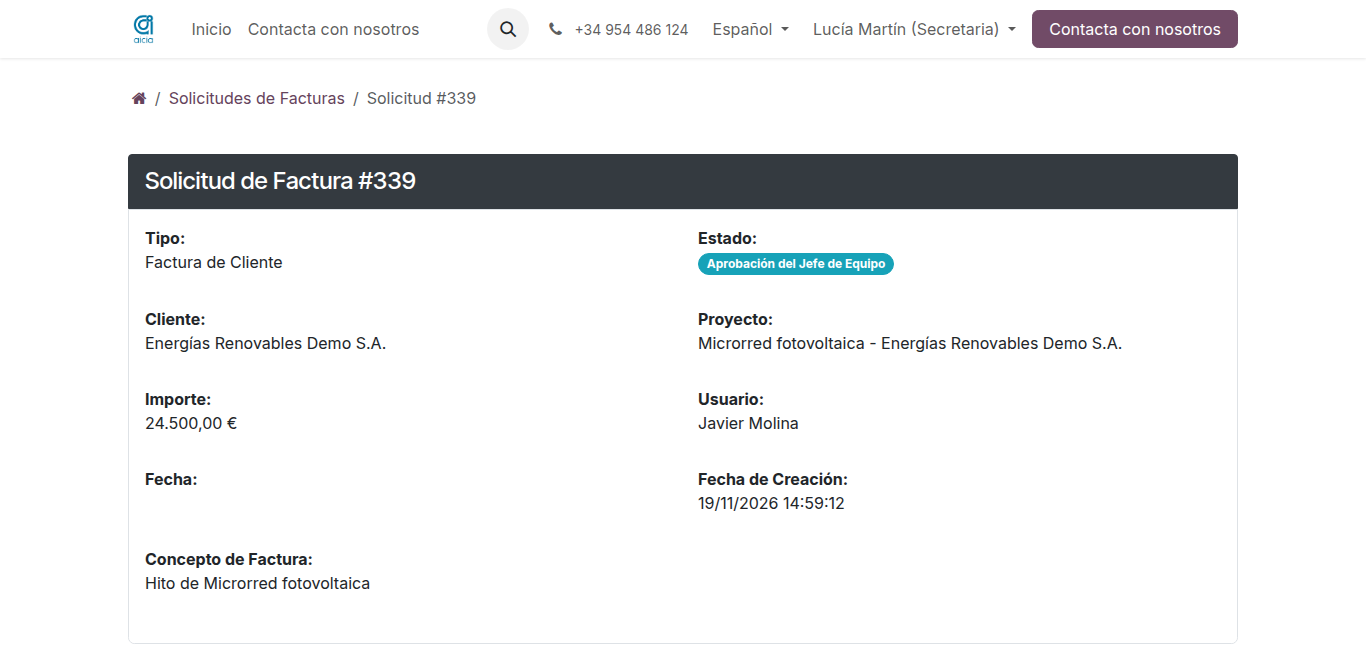 aicia
Inicio Contacta con nosotros +34 954 486 124 Español Lucía Martín (Secretaria) Contacta con nosotros
/ Solicitudes de Facturas / Solicitud #339
Solicitud de Factura #339
Tipo: Estado:
Factura de Cliente Aprobación del Jefe de Equipo
Cliente: Proyecto:
Energías Renovables Demo S.A. Microrred fotovoltaica - Energías Renovables Demo S.A.
Importe: Usuario:
24.500,00 € Javier Molina
Fecha: Fecha de Creación:
19/11/2026 14:59:12
Concepto de Factura:
Hito de Microrred fotovoltaica